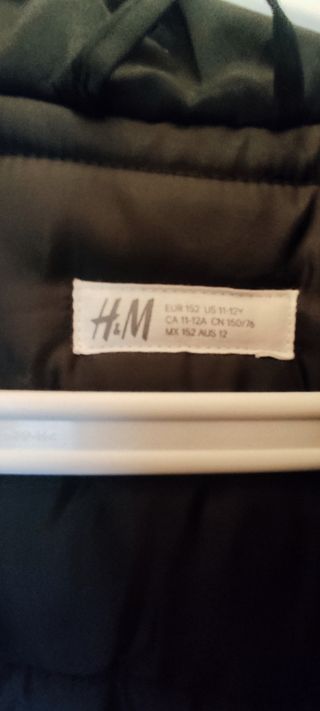 H&M
EUR 152 US 11-12Y
CA 11-12A CN 150/76
MX 152 AUS 12